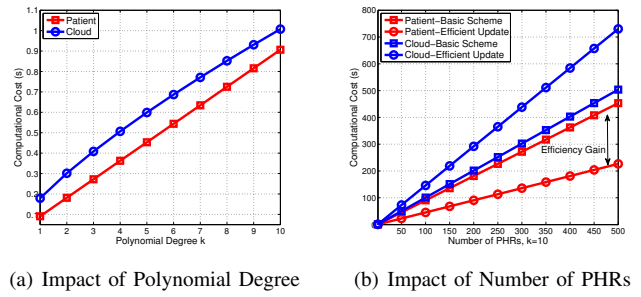 1.1
1
0.9
0.8
0.7
0.6
0.5
0.4
0.3
0.2
0.1
Computational Cost (s)
Patient
Cloud
1 2 3 4 5 6 7 8 9 10
Polynomial Degree k
(a) Impact of Polynomial Degree
800
700
600
500
400
300
200
100
Computational Cost (s)
Patient−Basic Scheme
Patient−Efficient Update
Cloud−Basic Scheme
Cloud−Efficient Update
Efficiency Gain
50 100 150 200 250 300 350 400 450 500
Number of PHRs, k=10
(b) Impact of Number of PHRs